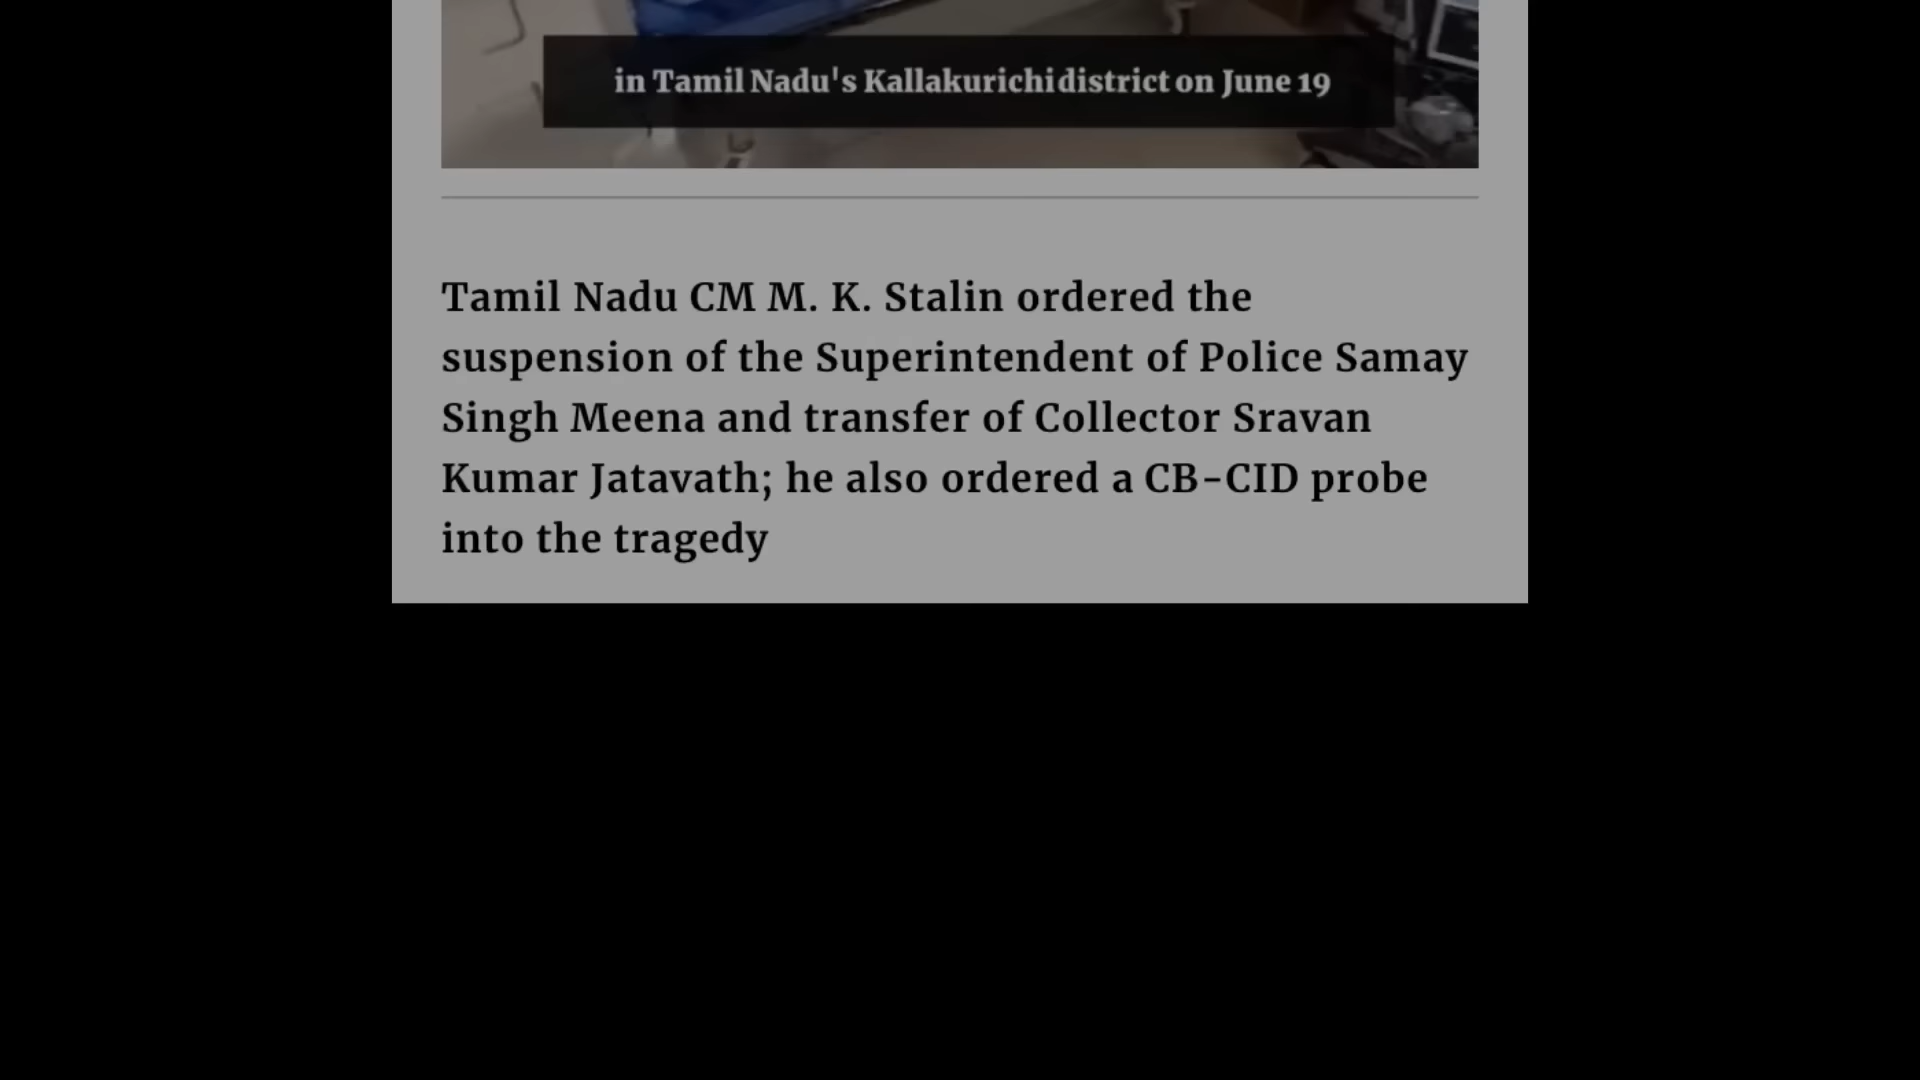 in Tamil Nadu's Kallakurichi district on June 19
Tamil Nadu CM M. K. Stalin ordered the
suspension of the Superintendent of Police Samay
Singh Meena and transfer of Collector Sravan
Kumar Jatavath; he also ordered a CB-CID probe
into the tragedy